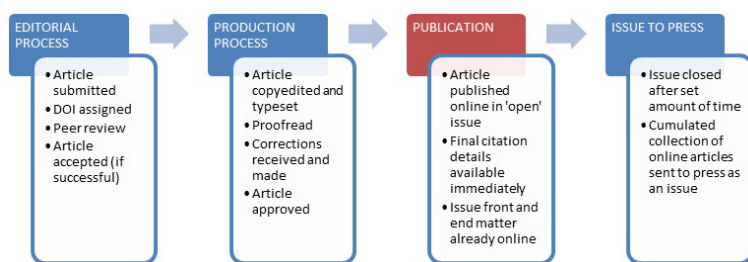 EDITORIAL
PROCESS
• Article
submitted
• DOI assigned
• Peer review
• Article
accepted (if
successful)
PRODUCTION
PROCESS
• Article
copyedited and
typeset
• Proofread
• Corrections
received and
made
• Article
approved
PUBLICATION
• Article
published
online in 'open'
issue
• Final citation
details
available
immediately
• Issue front and
end matter
already online
ISSUE TO PRESS
• Issue closed
after set
amount of time
• Cumulated
collection of
online articles
sent to press as
an issue